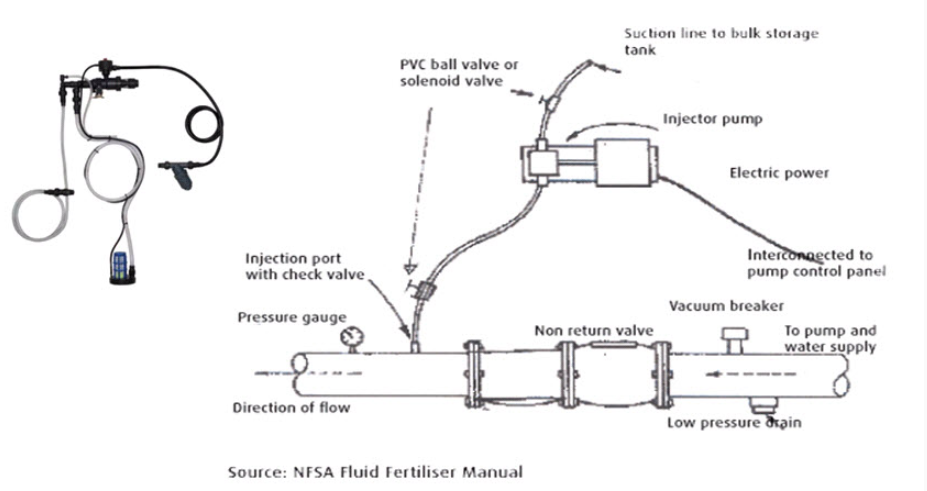 Suction line to bulk storage
tank
PVC ball valve or
solenoid valve
Injector pump
Electric power
Injection port
with check valve
Interconnected to
pump control panel
Pressure gauge
Vacuum breaker
Non return valve
To pump and
water supply
Direction of flow
Low pressure drain
Source: NFSA Fluid Fertiliser Manual